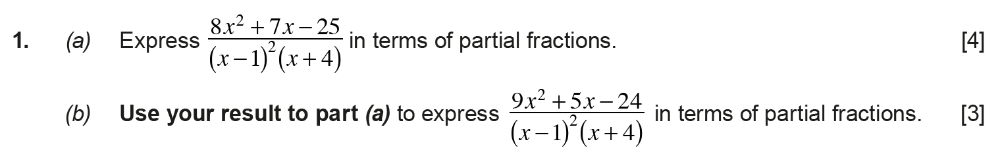 1. (a) Express \frac{8x^2+7x-25}{(x-1)^2(x+4)} in terms of partial fractions. [4]
(b) Use your result to part (a) to express \frac{9x^2+5x-24}{(x-1)^2(x+4)} in terms of partial fractions. [3]